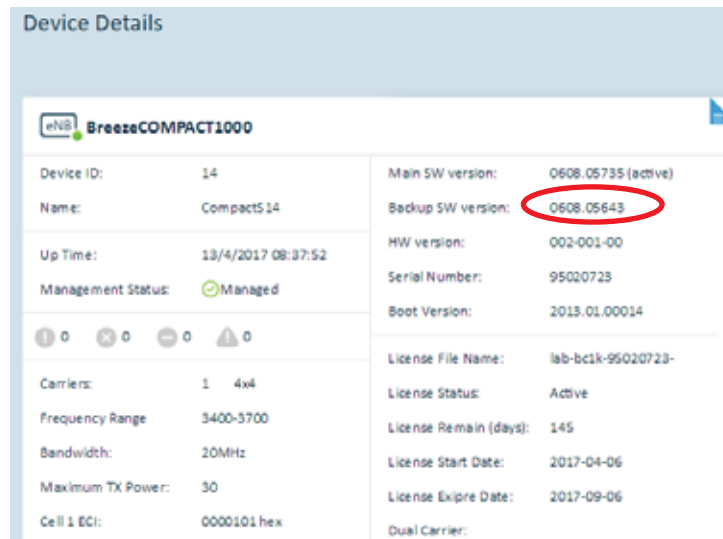 Device Details
eNB BreezeCOMPACT1000
Device ID: 14
Name: CompactS14
Up Time: 13/4/2017 08:37:52
Management Status: Managed
0 0 0 0
Carriers: 1 4x4
Frequency Range 3400-3700
Bandwidth: 20MHz
Maximum TX Power: 30
Cell 1 ECI: 0000101 hex
Main SW version: 0608.05735 (active)
Backup SW version: 0608.05643
HW version: 002-001-00
Serial Number: 95020723
Boot Version: 2013.01.00014
License File Name: lab-bc1k-95020723-
License Status: Active
License Remain (days): 145
License Start Date: 2017-04-06
License Exipre Date: 2017-09-06
Dual Carrier: